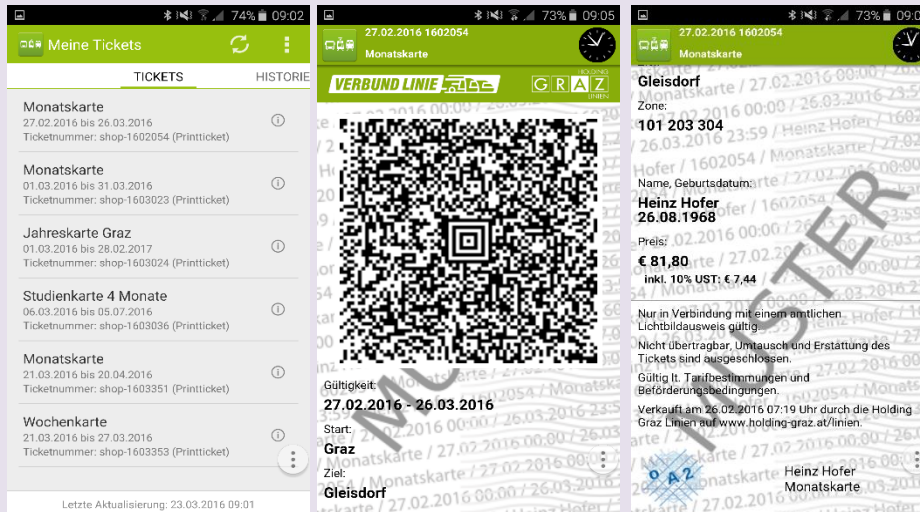 74% 09:02
Meine Tickets
TICKETS
HISTORIE
Monatskarte
27.02.2016 bis 26.03.2016
Ticketnummer: shop-1602054 (Printticket)
Monatskarte
01.03.2016 bis 31.03.2016
Ticketnummer: shop-1603023 (Printticket)
Jahreskarte Graz
01.03.2016 bis 28.02.2017
Ticketnummer: shop-1603024 (Printticket)
Studienkarte 4 Monate
06.03.2016 bis 05.07.2016
Ticketnummer: shop-1603036 (Printticket)
Monatskarte
21.03.2016 bis 20.04.2016
Ticketnummer: shop-1603351 (Printticket)
Wochenkarte
21.03.2016 bis 27.03.2016
Ticketnummer: shop-1603353 (Printticket)
Letzte Aktualisierung: 23.03.2016 09:01
73% 09:05
27.02.2016 1602054
Monatskarte
VERBUND LINIE
HOLDING
GRAZ
LINIEN
Gültigkeit:
27.02.2016 - 26.03.2016
Start:
Graz
Ziel:
Gleisdorf
73%
27.02.2016 1602054
Monatskarte
Gleisdorf
Zone:
101 203 304
Name, Geburtsdatum:
Heinz Hofer
26.08.1968
Preis:
€ 81,80
inkl. 10% UST: € 7,44
MUSTER
Nur in Verbindung mit einem amtlichen
Lichtbildausweis gültig.
Nicht übertragbar, Umtausch und Erstattung des
Tickets sind ausgeschlossen.
Gültig lt. Tarifbestimmungen und
Beförderungsbedingungen.
Verkauft am 26.02.2016 07:19 Uhr durch die Holding
Graz Linien auf www.holding-graz.at/linien.
0 A 2
Heinz Hofer
Monatskarte